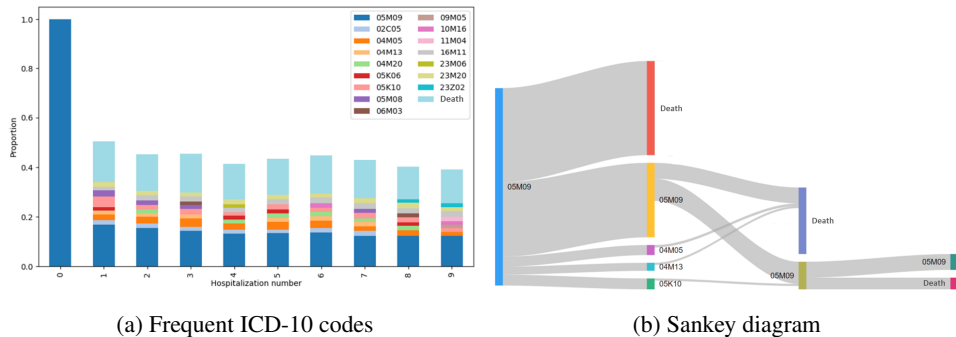 1.0
0.8
0.6
0.4
0.2
0.0
Proportion
0 1 2 3 4 5 6 7 8 9
Hospitalization number
05M09
02C05
04M05
04M13
04M20
05K06
05K10
05M08
06M03
09M05
10M16
11M04
16M11
23M06
23M20
23Z02
Death
(a) Frequent ICD-10 codes
05M09
Death
05M09
04M05
04M13
05K10
Death
05M09
05M09
Death
(b) Sankey diagram